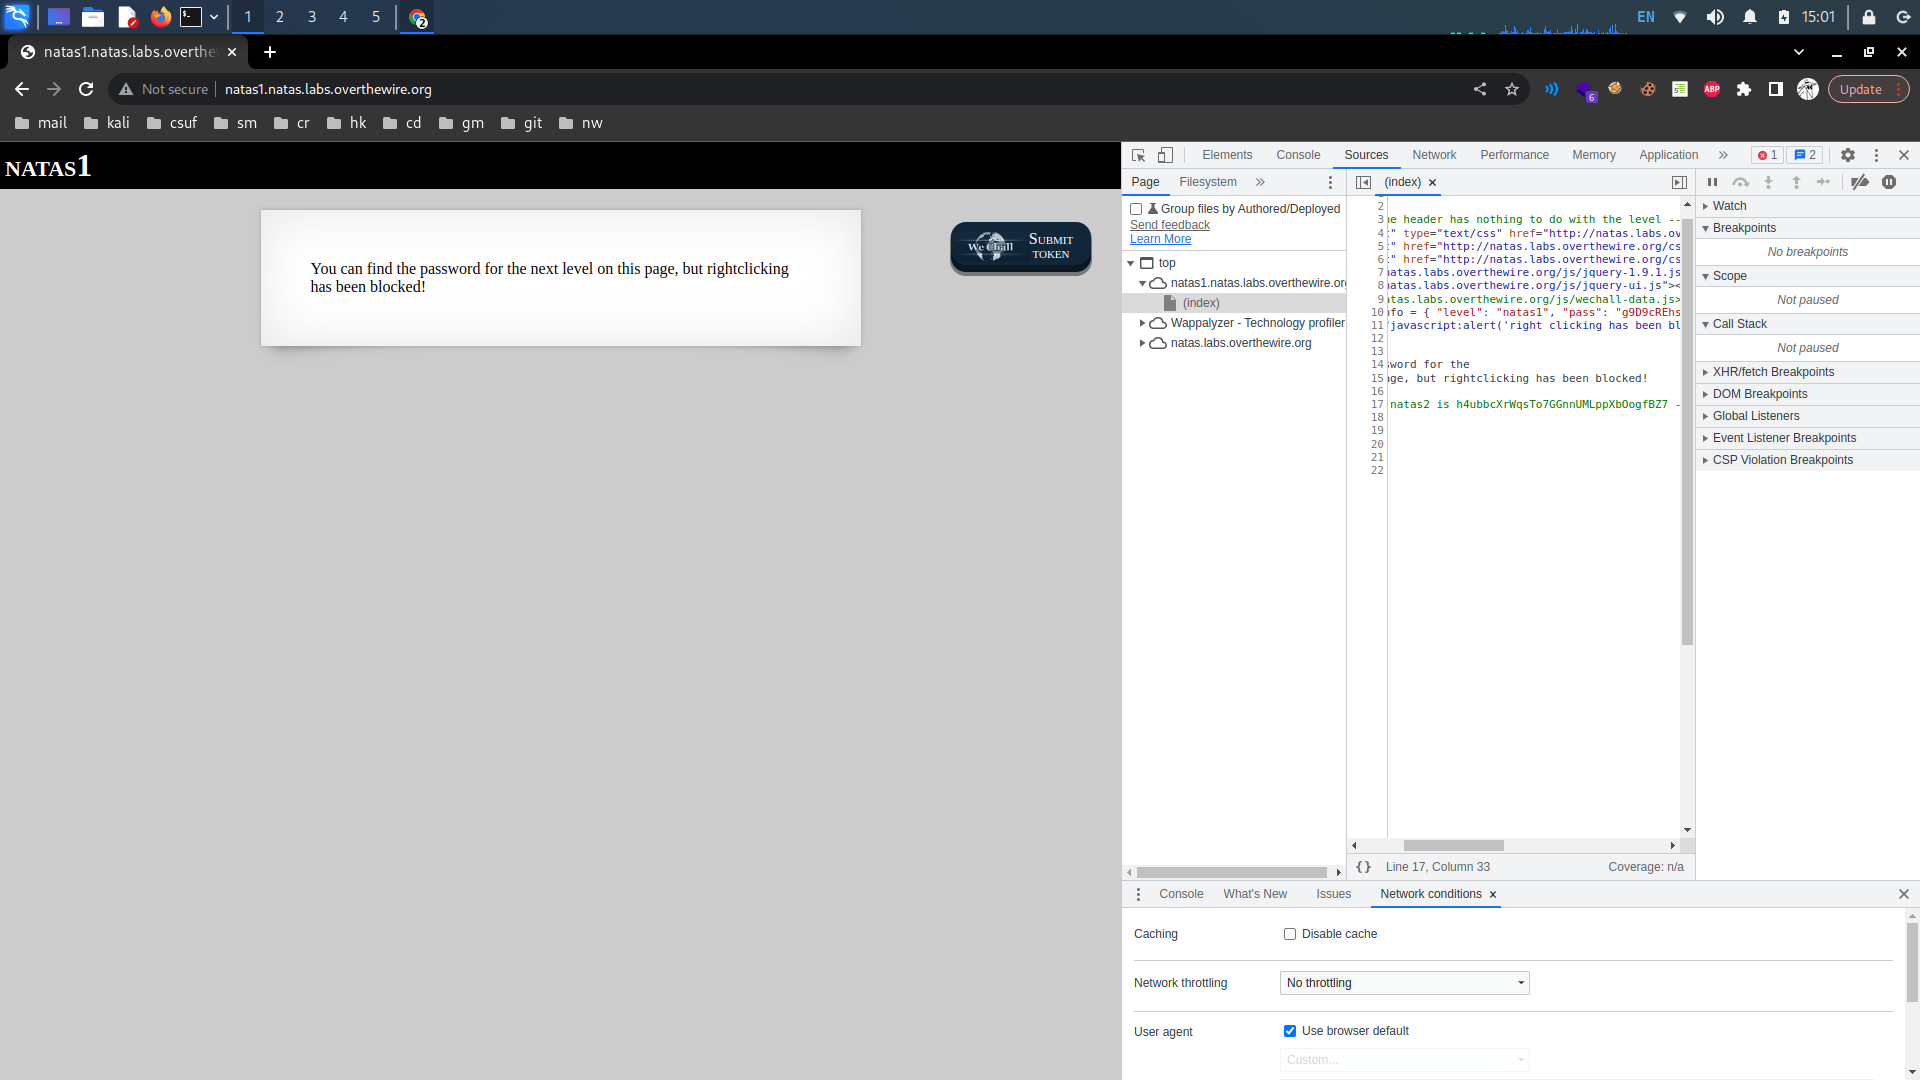 1 2 3 4 5 2 EN 15:01
natas1.natas.labs.overthe
Not secure natas1.natas.labs.overthewire.org 6 ABP Update
mail kali csuf sm cr hk cd gm git nw
NATAS1
You can find the password for the next level on this page, but rightclicking
has been blocked!
We Chall SUBMIT
TOKEN
Elements Console Sources Network Performance Memory Application » 1 2
Page Filesystem »
(index)
Group files by Authored/Deployed
Send feedback
Learn More
top
natas1.natas.labs.overthewire.org
(index)
Wappalyzer - Technology profiler
natas.labs.overthewire.org
2
3 e header has nothing to do with the level --
4 " type="text/css" href="http://natas.labs.ov
5 " href="http://natas.labs.overthewire.org/cs
6 " href="http://natas.labs.overthewire.org/cs
7 natas.labs.overthewire.org/js/jquery-1.9.1.js
8 natas.labs.overthewire.org/js/jquery-ui.js"><
9 atas.labs.overthewire.org/js/wechall-data.js>
10 nfo = { "level": "natas1", "pass": "g9D9cREhs
11 'javascript:alert('right clicking has been bl
12
13
14 sword for the
15 age, but rightclicking has been blocked!
16
17 natas2 is h4ubbcXrWqsTo7GGnnUMLppXbOogfBZ7 -
18
19
20
21
22
{} Line 17, Column 33 Coverage: n/a
Watch
Breakpoints
No breakpoints
Scope
Not paused
Call Stack
Not paused
XHR/fetch Breakpoints
DOM Breakpoints
Global Listeners
Event Listener Breakpoints
CSP Violation Breakpoints
Console What's New Issues Network conditions
Caching Disable cache
Network throttling No throttling
User agent Use browser default
Custom...